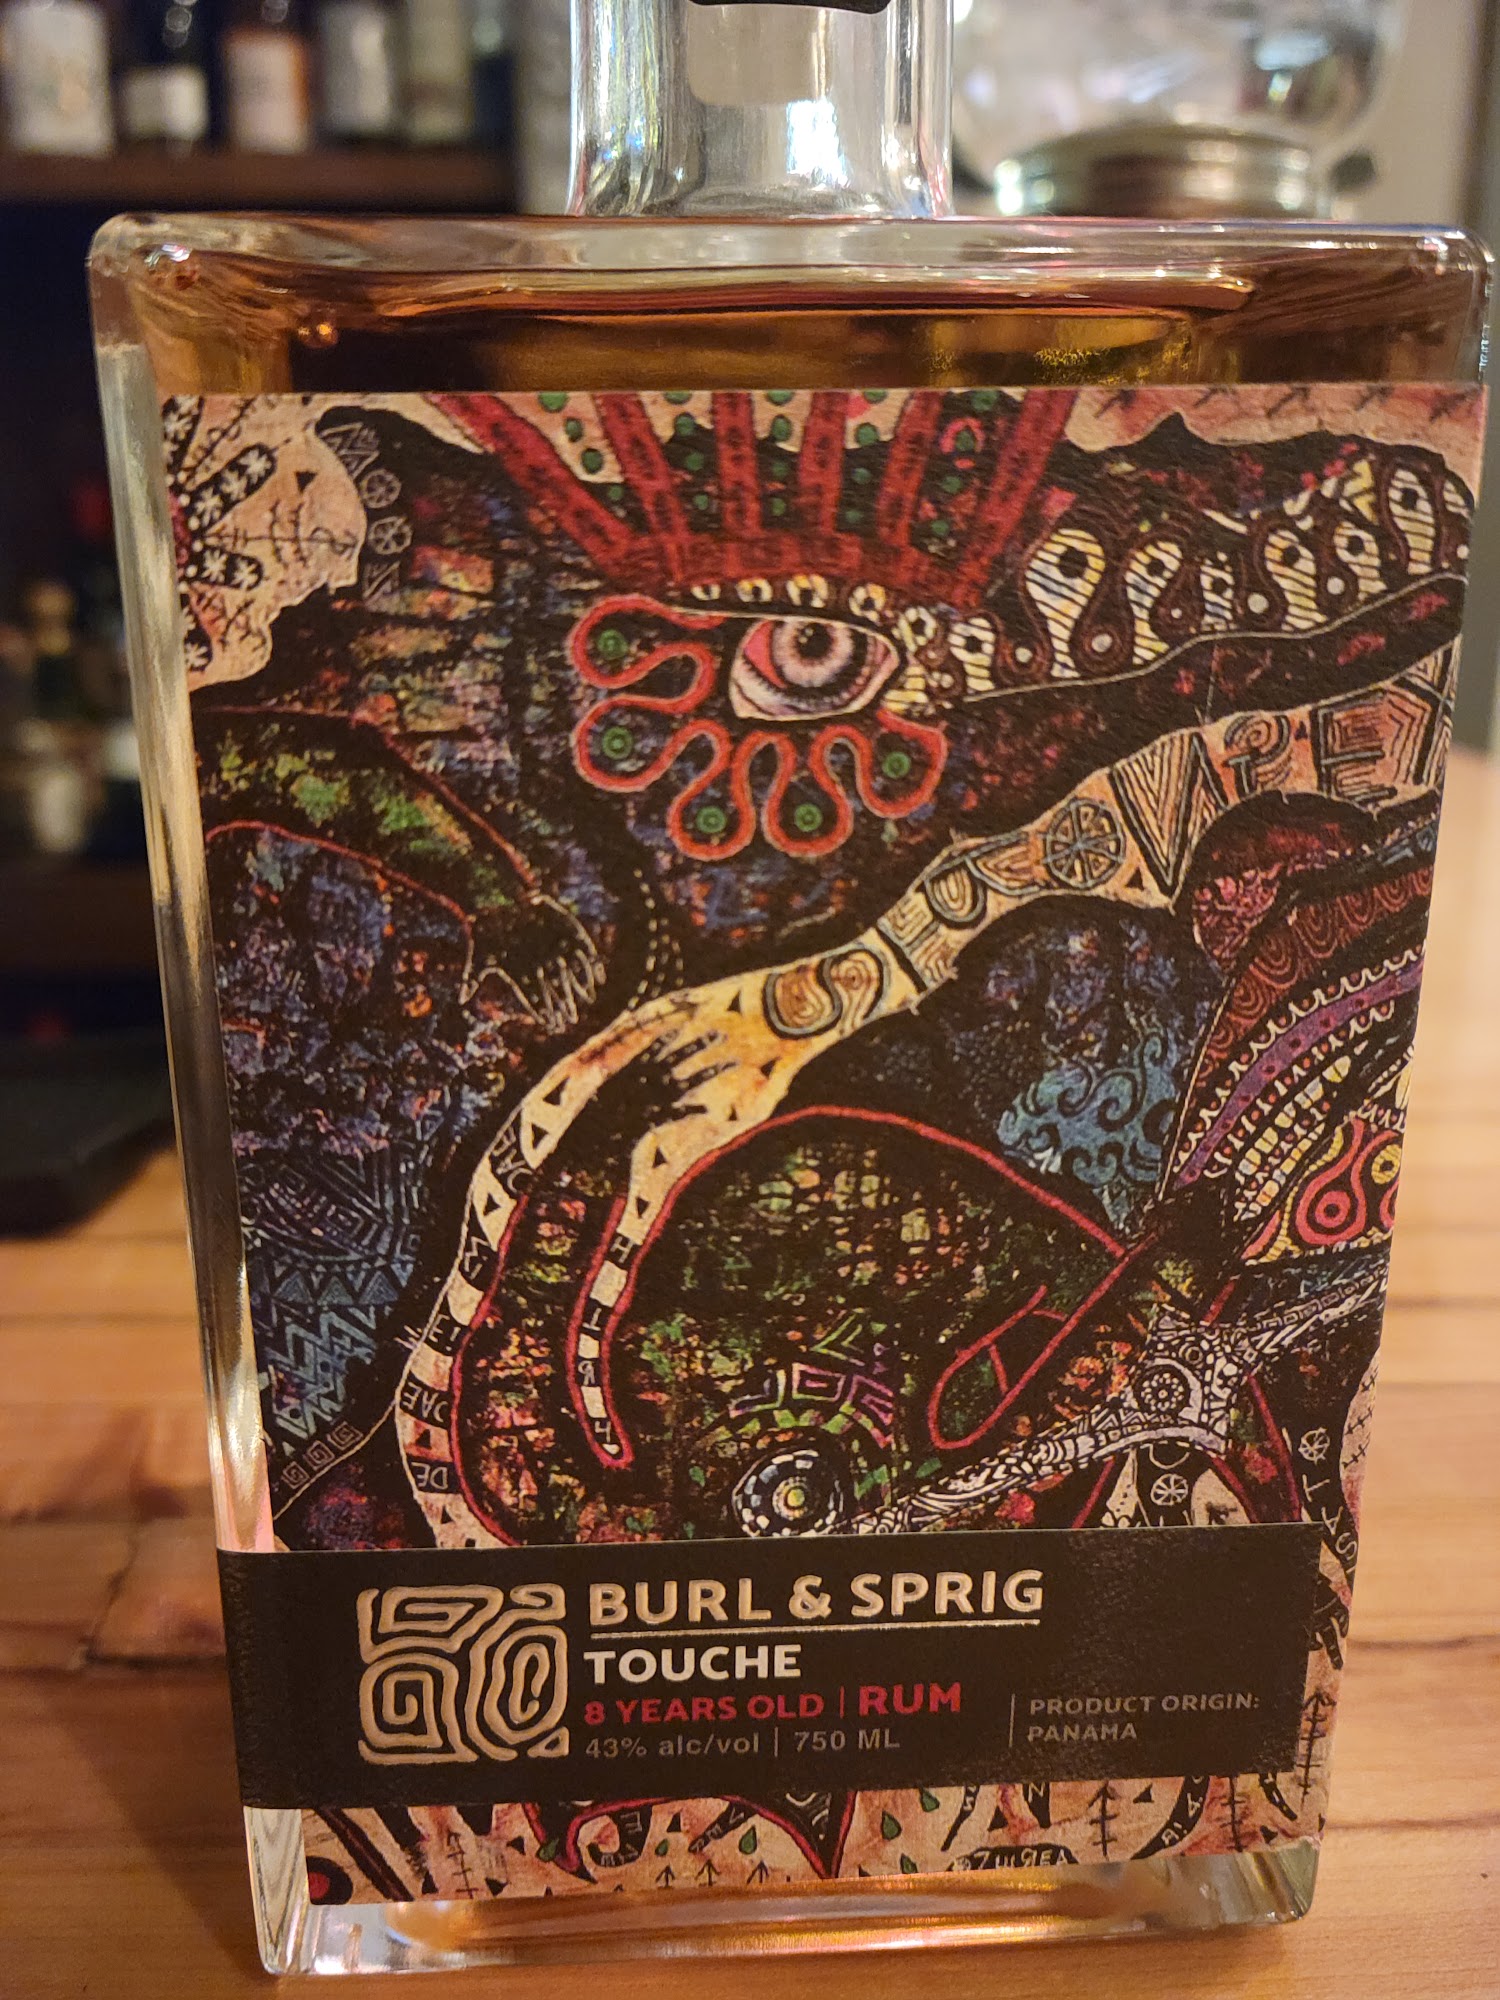 BURL & SPRIG
TOUCHE
8 YEARS OLD | RUM
43% alc/vol | 750 ML
PRODUCT ORIGIN:
PANAMA